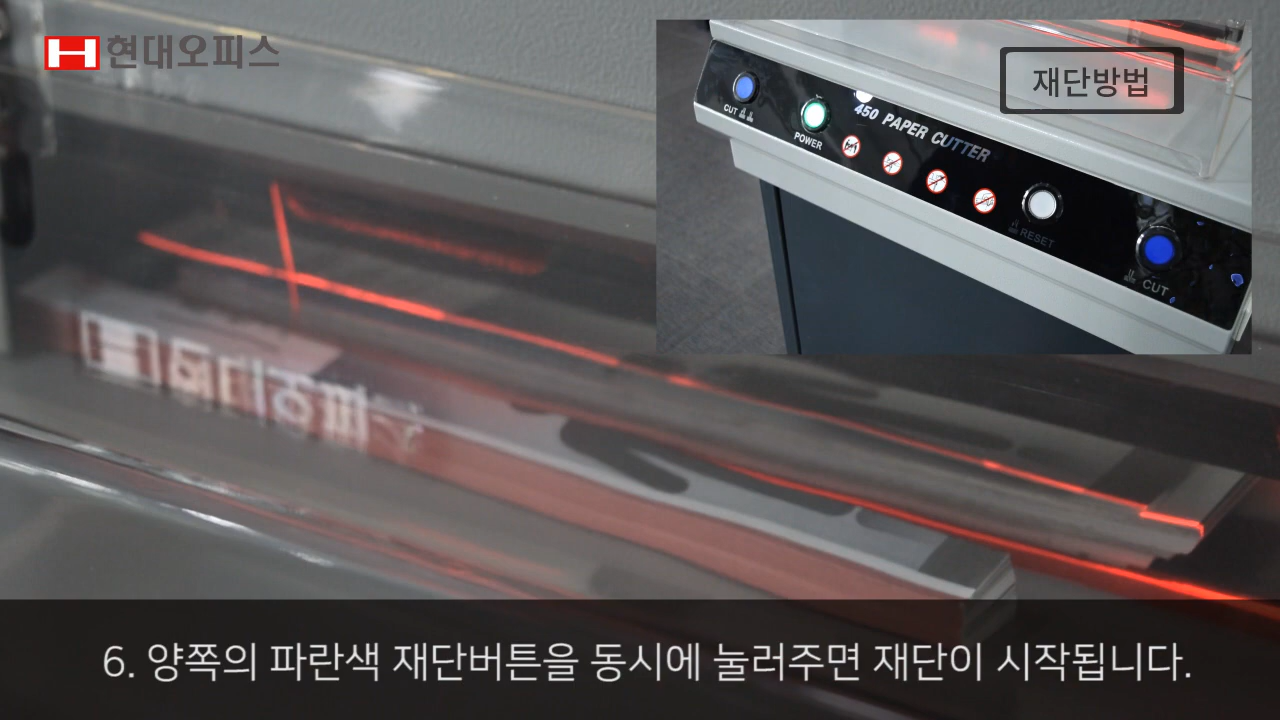 현대오피스
재단방법
CUT
POWER
450 PAPER CUTTER
RESET
CUT
6. 양쪽의 파란색 재단버튼을 동시에 눌러주면 재단이 시작됩니다.